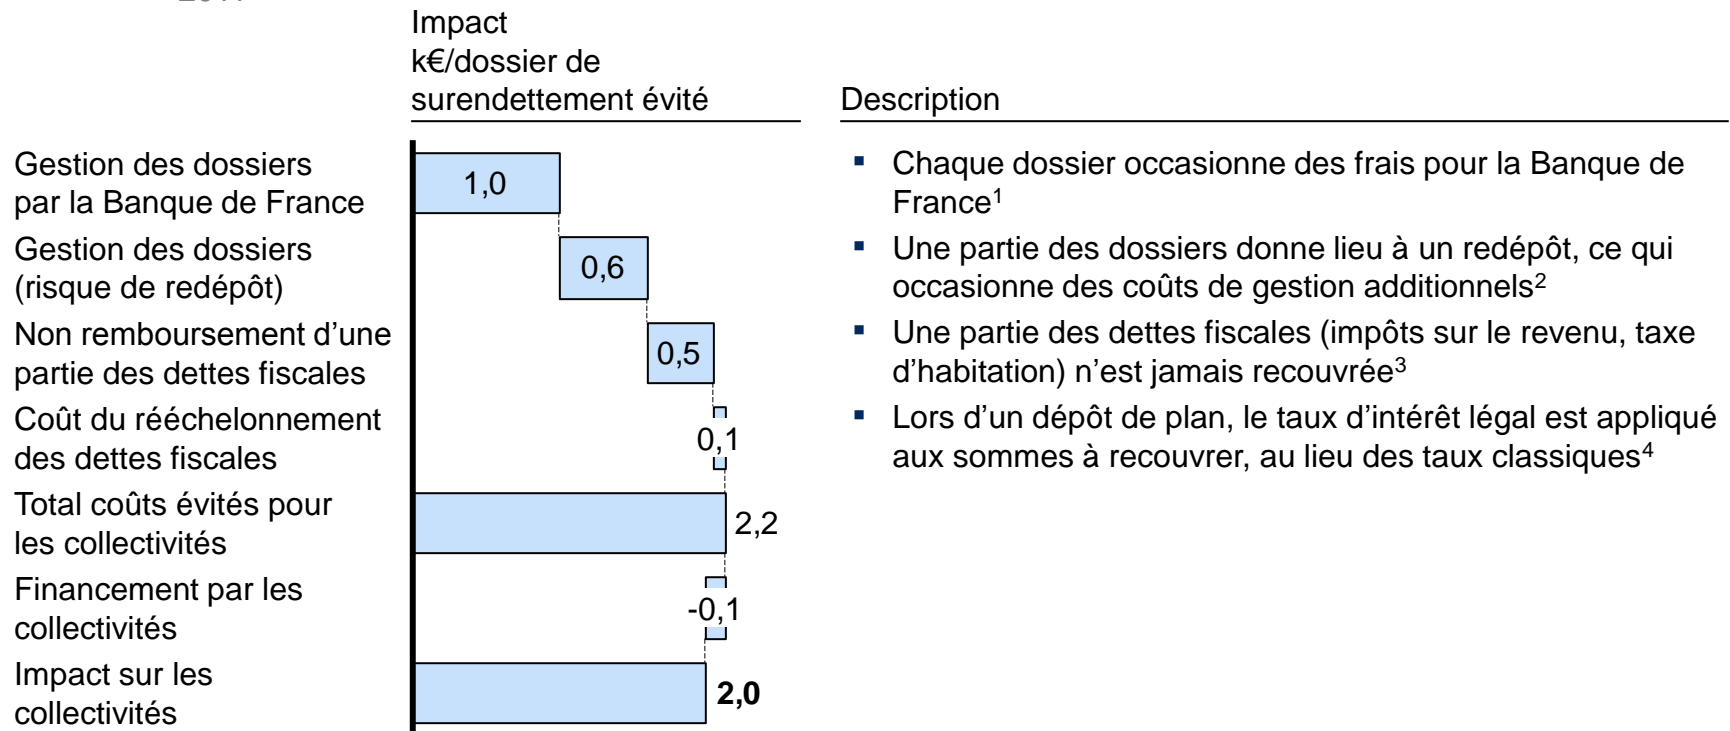 Impact
k€/dossier de
surendettement évité
Description
Gestion des dossiers
par la Banque de France
1,0
Chaque dossier occasionne des frais pour la Banque de
France1
Gestion des dossiers
(risque de redépôt)
0,6
Une partie des dossiers donne lieu à un redépôt, ce qui
occasionne des coûts de gestion additionnels2
Non remboursement d’une
partie des dettes fiscales
0,5
Une partie des dettes fiscales (impôts sur le revenu, taxe
d’habitation) n’est jamais recouvrée3
Coût du rééchelonnement
des dettes fiscales
0,1
Lors d’un dépôt de plan, le taux d’intérêt légal est appliqué
aux sommes à recouvrer, au lieu des taux classiques4
Total coûts évités pour
les collectivités
2,2
Financement par les
collectivités
-0,1
Impact sur les
collectivités
2,0